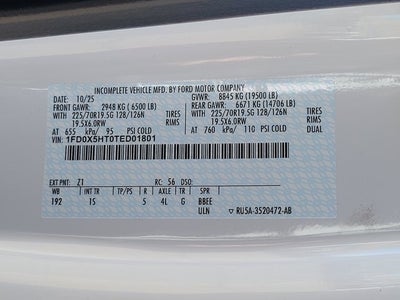 INCOMPLETE VEHICLE MFD. BY FORD MOTOR COMPANY
DATE: 10/25 GVWR: 8845 KG (19500 LB)
FRONT GAWR: 2948 KG ( 6500 LB) REAR GAWR: 6671 KG (14706 LB)
WITH 225/70R19.5G 128/126N TIRES WITH 225/70R19.5G 128/126N TIRES
19.5X6.0RW RIMS 19.5X6.0RW RIMS
AT 655 kPa/ 95 PSI COLD AT 760 kPa/ 110 PSI COLD DUAL
VIN: 1FD0X5HT0TED01801
EXT PNT: Z1 RC: 56 DSO:
WB INT TR TP/PS R AXLE TR SPR
192 15 5 4L G BBEE
ULN RU5A-3520472-AB